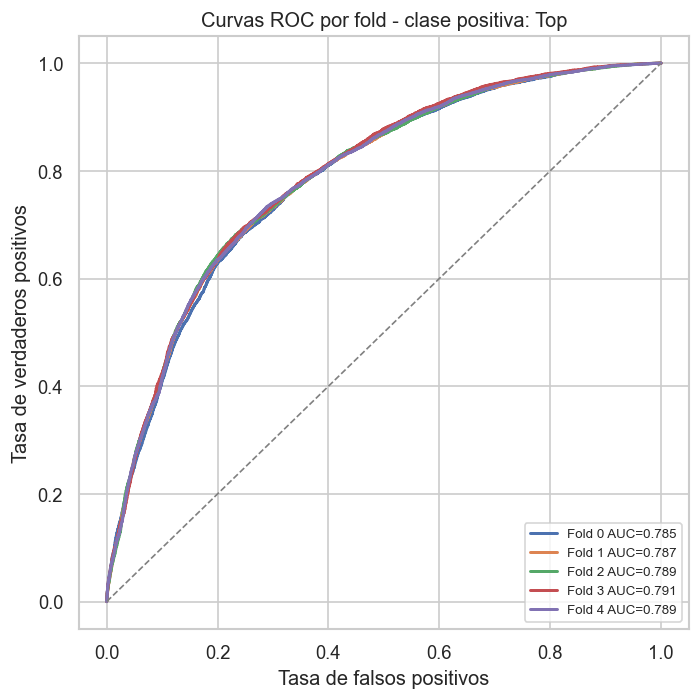 Curvas ROC por fold - clase positiva: Top
Tasa de verdaderos positivos
1.0
0.8
0.6
0.4
0.2
0.0
0.0 0.2 0.4 0.6 0.8 1.0
Tasa de falsos positivos
Fold 0 AUC=0.785
Fold 1 AUC=0.787
Fold 2 AUC=0.789
Fold 3 AUC=0.791
Fold 4 AUC=0.789